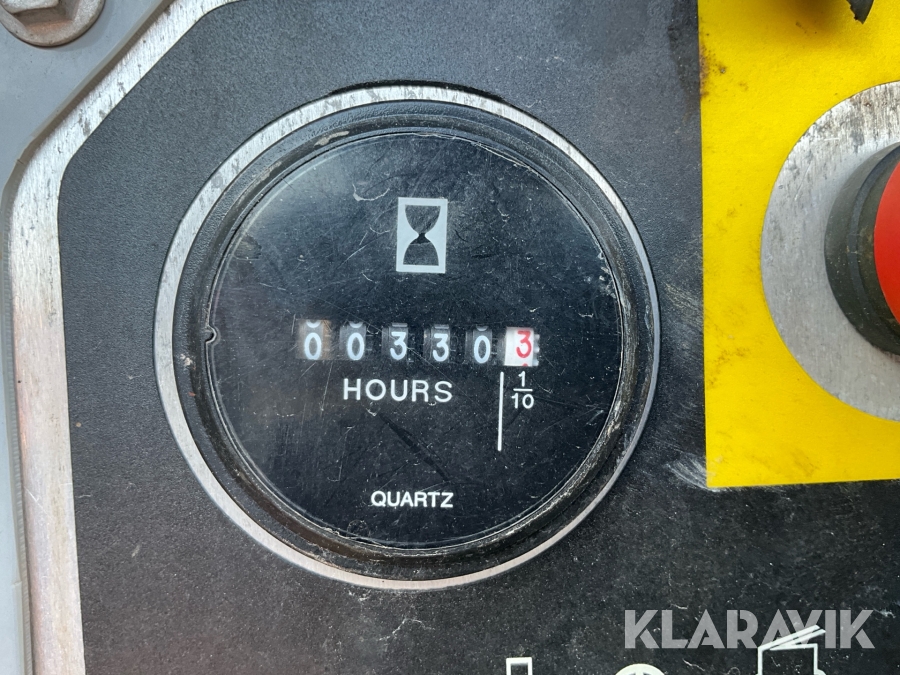 003303
HOURS
1/10
QUARTZ
KLARAVIK